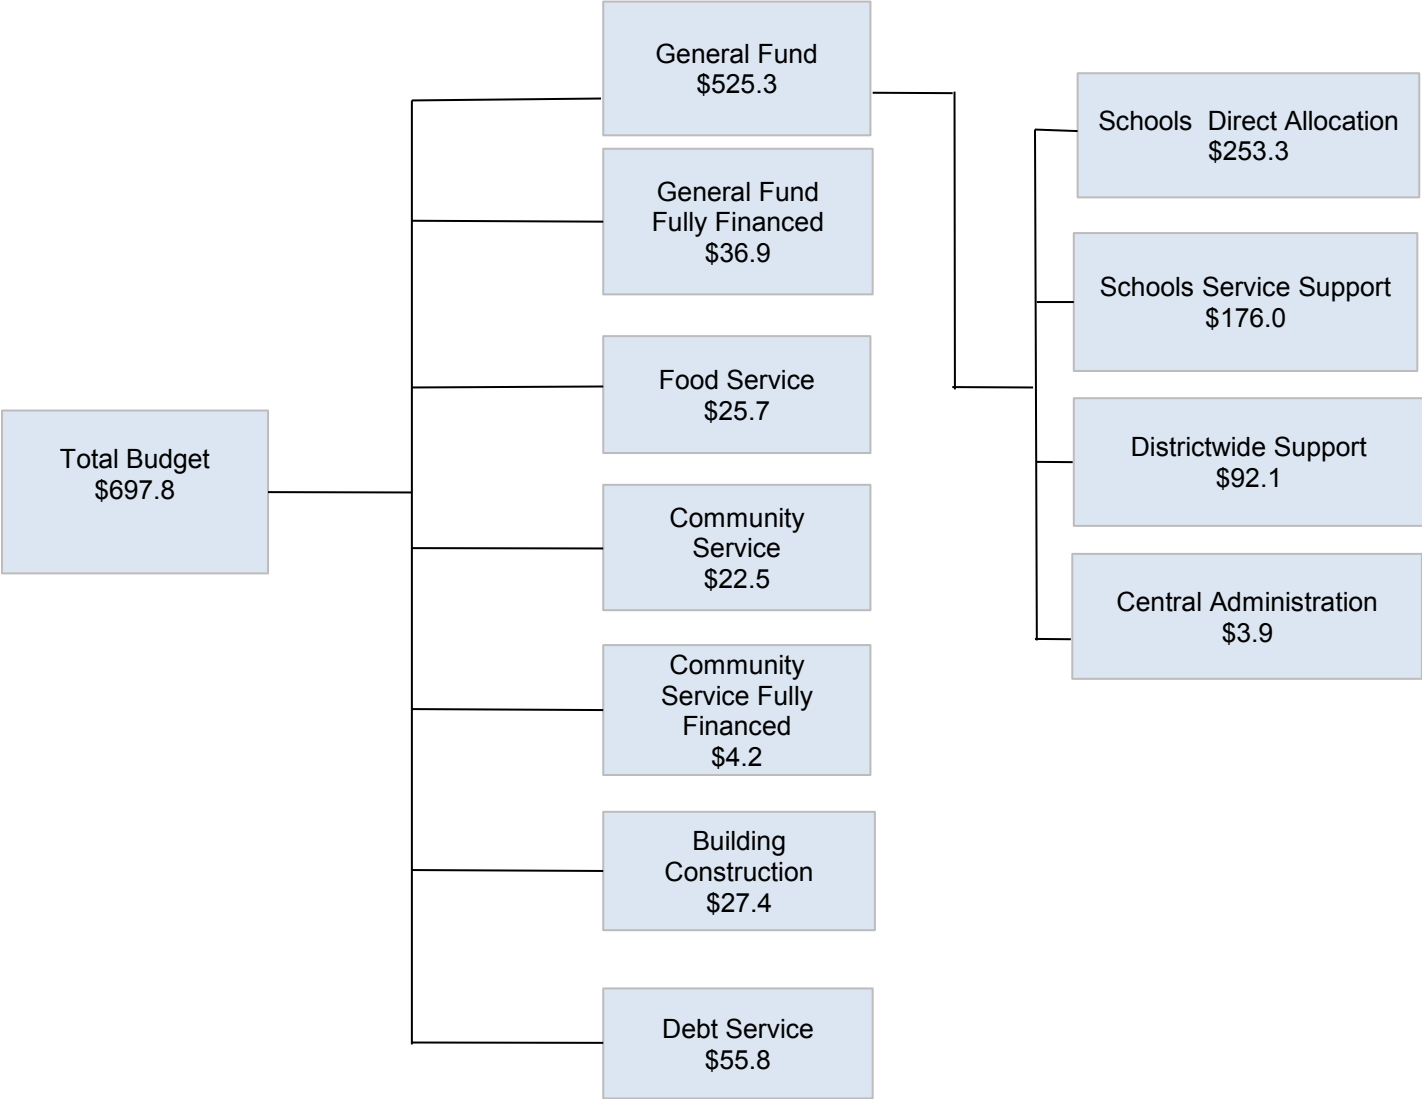 Total Budget
$697.8
General Fund
$525.3
General Fund
Fully Financed
$36.9
Food Service
$25.7
Community
Service
$22.5
Community
Service Fully
Financed
$4.2
Building
Construction
$27.4
Debt Service
$55.8
Schools  Direct Allocation
$253.3
Schools Service Support
$176.0
Districtwide Support
$92.1
Central Administration
$3.9